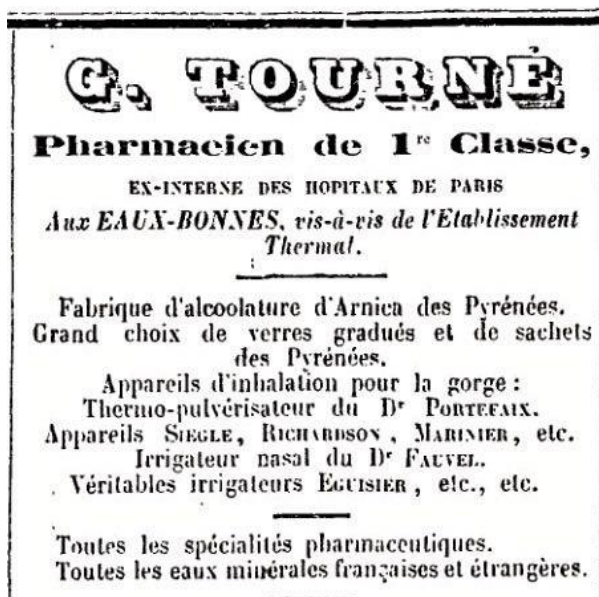 G. TOURNÉ
Pharmacien de 1re Classe,
EX-INTERNE DES HOPITAUX DE PARIS
Aux EAUX-BONNES, vis-à-vis de l'Etablissement
Thermal.
Fabrique d'alcoolature d'Arnica des Pyrénées.
Grand choix de verres gradués et de sachets
des Pyrénées.
Appareils d'inhalation pour la gorge :
Thermo-pulvérisateur du Dr PORTEFAIX.
Appareils SIEGLE, RICHARDSON, MARINIER, etc.
Irrigateur nasal du Dr FAUVEL.
Véritables irrigateurs EGUISIER, etc., etc.
Toutes les spécialités pharmaceutiques.
Toutes les eaux minérales françaises et étrangères.